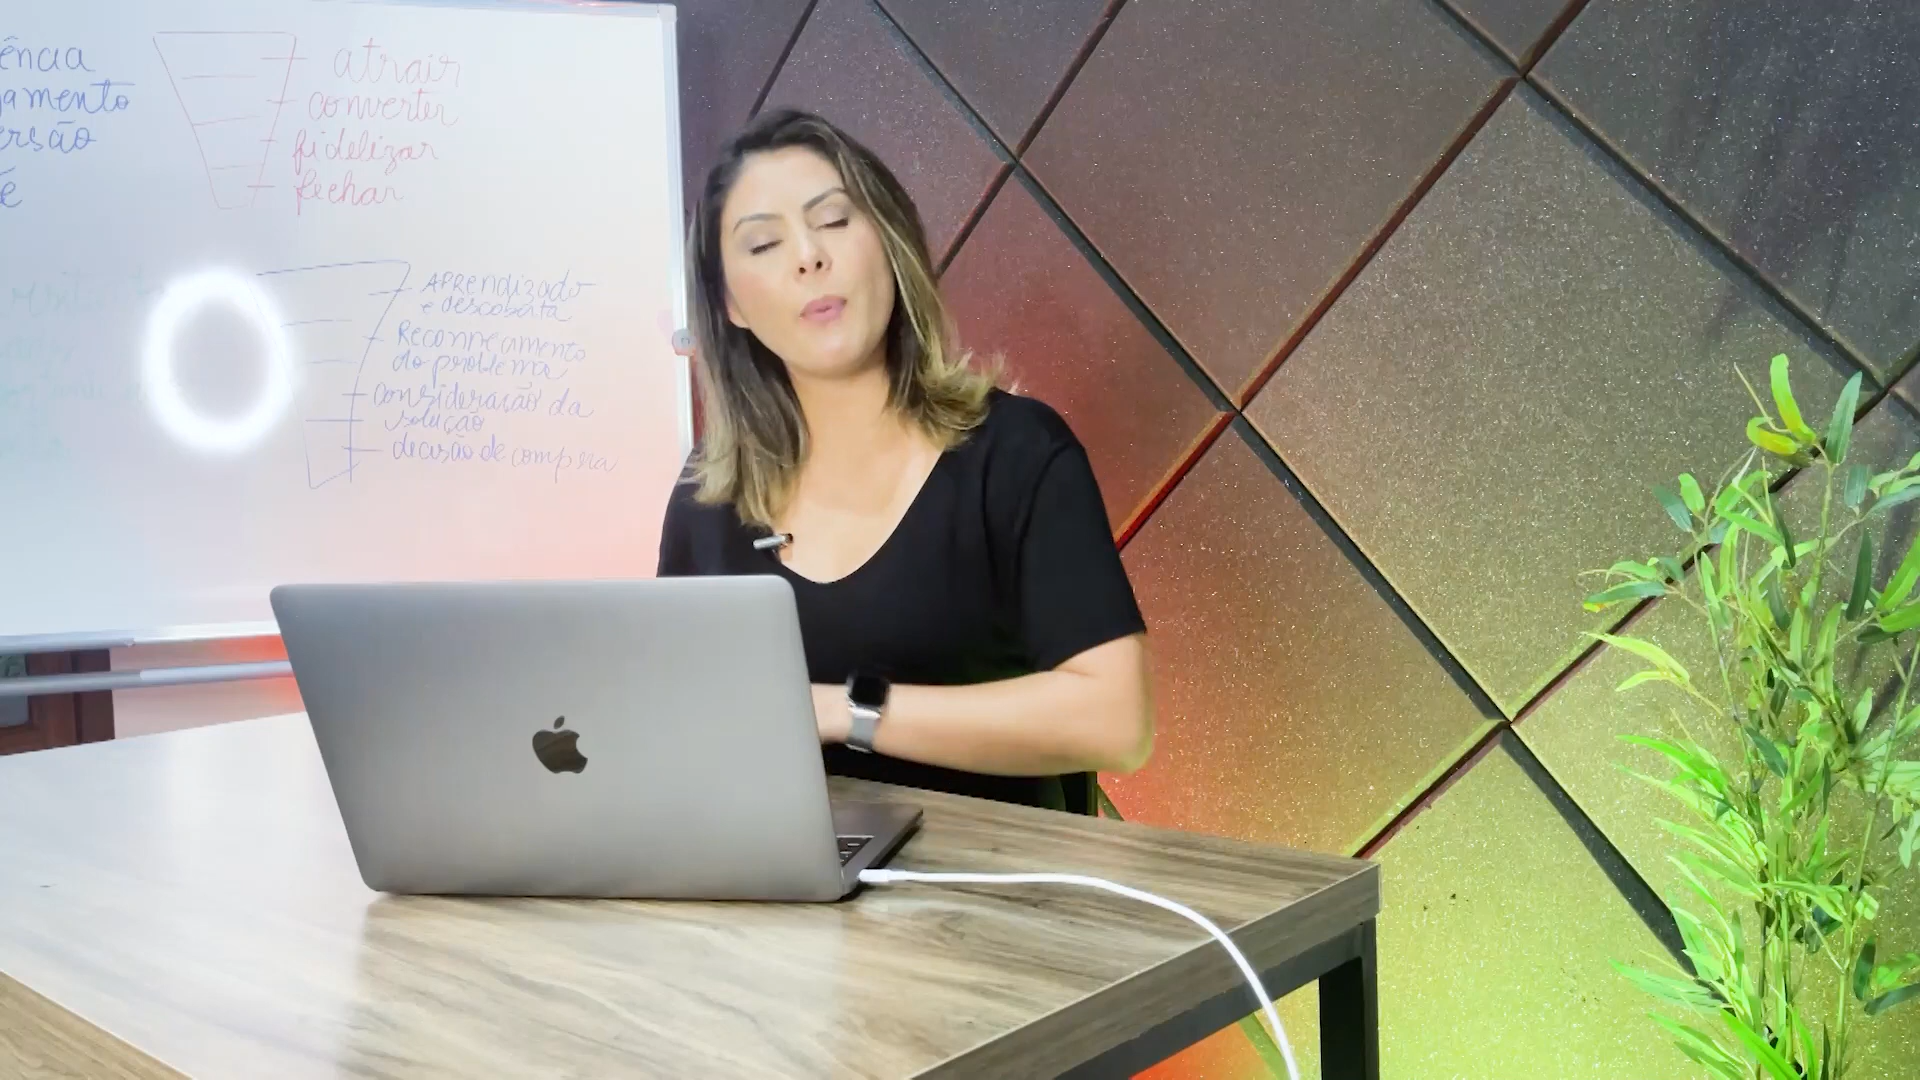 ência
gamento
ersão
atrair
converter
fidelizar
fechar
APRendizado
e descoberta
Reconhecimento
do problema
consideração da
solução
decisão de compra